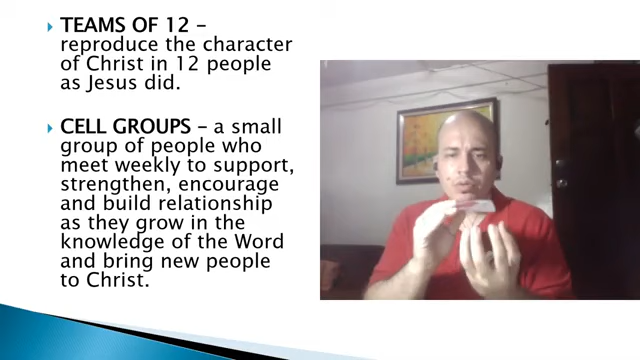 TEAMS OF 12 –
reproduce the character
of Christ in 12 people
as Jesus did.
CELL GROUPS – a small
group of people who
meet weekly to support,
strengthen, encourage
and build relationship
as they grow in the
knowledge of the Word
and bring new people
to Christ.